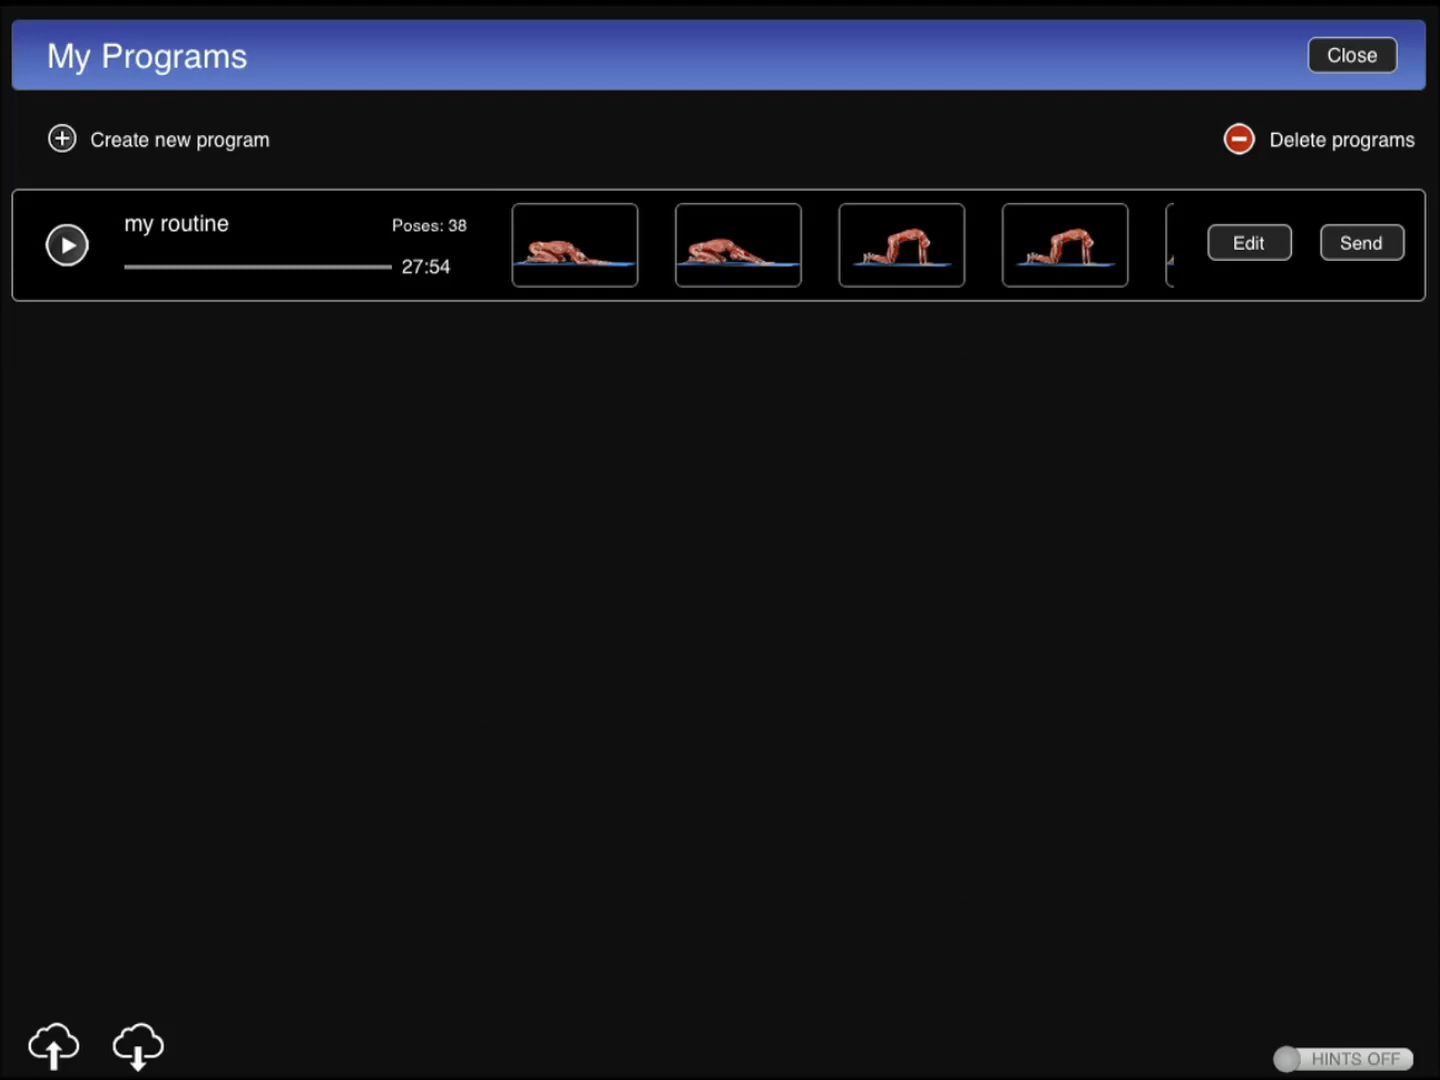 My Programs
Close
Create new program
Delete programs
my routine
Poses: 38
27:54
Edit
Send
HINTS OFF